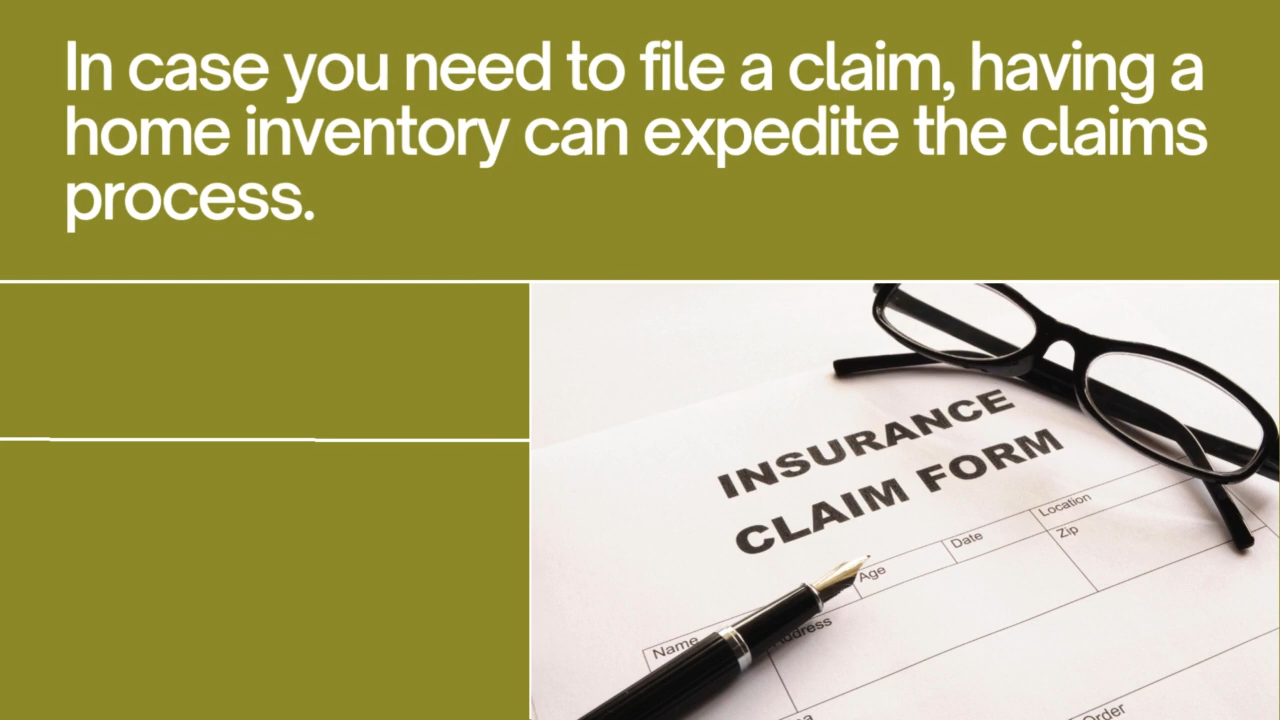 In case you need to file a claim, having a
home inventory can expedite the claims
process.
INSURANCE
CLAIM FORM
Location
Date
Zip
Age
Name
Address
Order